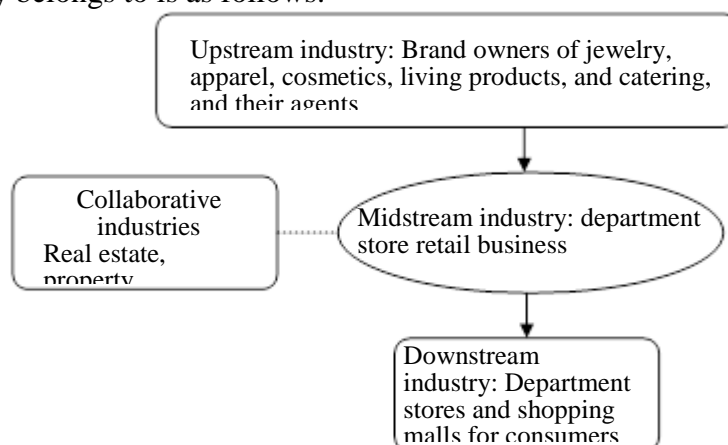 y belongs to is as follows:
Upstream industry: Brand owners of jewelry,
apparel, cosmetics, living products, and catering,
and their agents
Collaborative
industries
Real estate,
property
Midstream industry: department
store retail business
Downstream
industry: Department
stores and shopping
malls for consumers